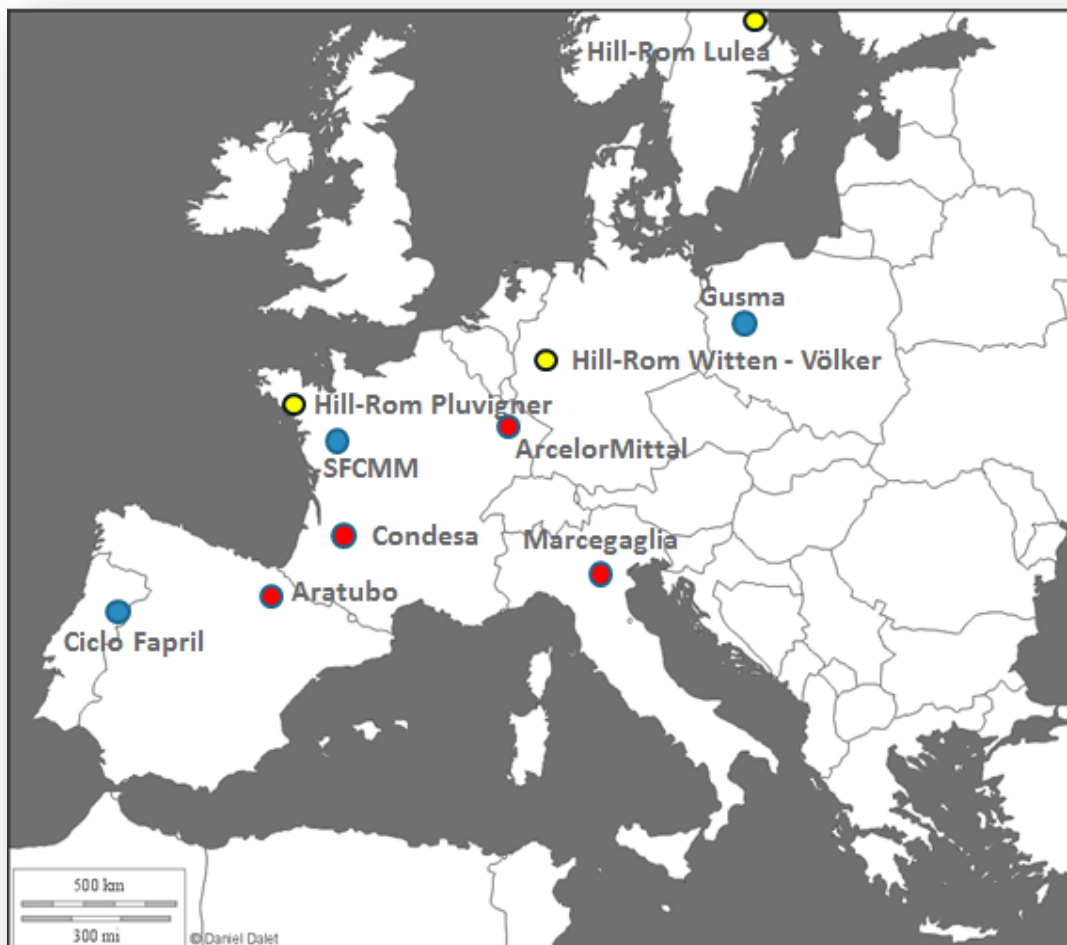 Hill-Rom Lulea
Gusma
Hill-Rom Witten - Völker
Hill-Rom Pluvigner
ArcelorMittal
SFCMM
Condesa
Marcegaglia
Aratubo
Ciclo Fapril
500 km
300 mi
© Daniel Dalet